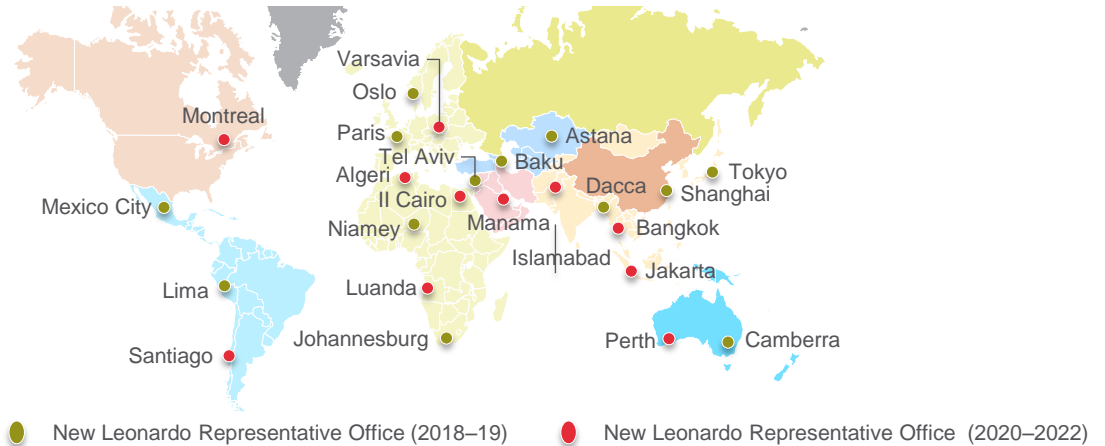 Varsavia
Oslo
Montreal
Paris
Astana
Tel Aviv
Baku
Algeri
Dacca
Tokyo
Shanghai
Mexico City
Il Cairo
Manama
Niamey
Bangkok
Islamabad
Jakarta
Lima
Luanda
Johannesburg
Perth
Camberra
Santiago
New Leonardo Representative Office (2018–19)
New Leonardo Representative Office (2020–2022)